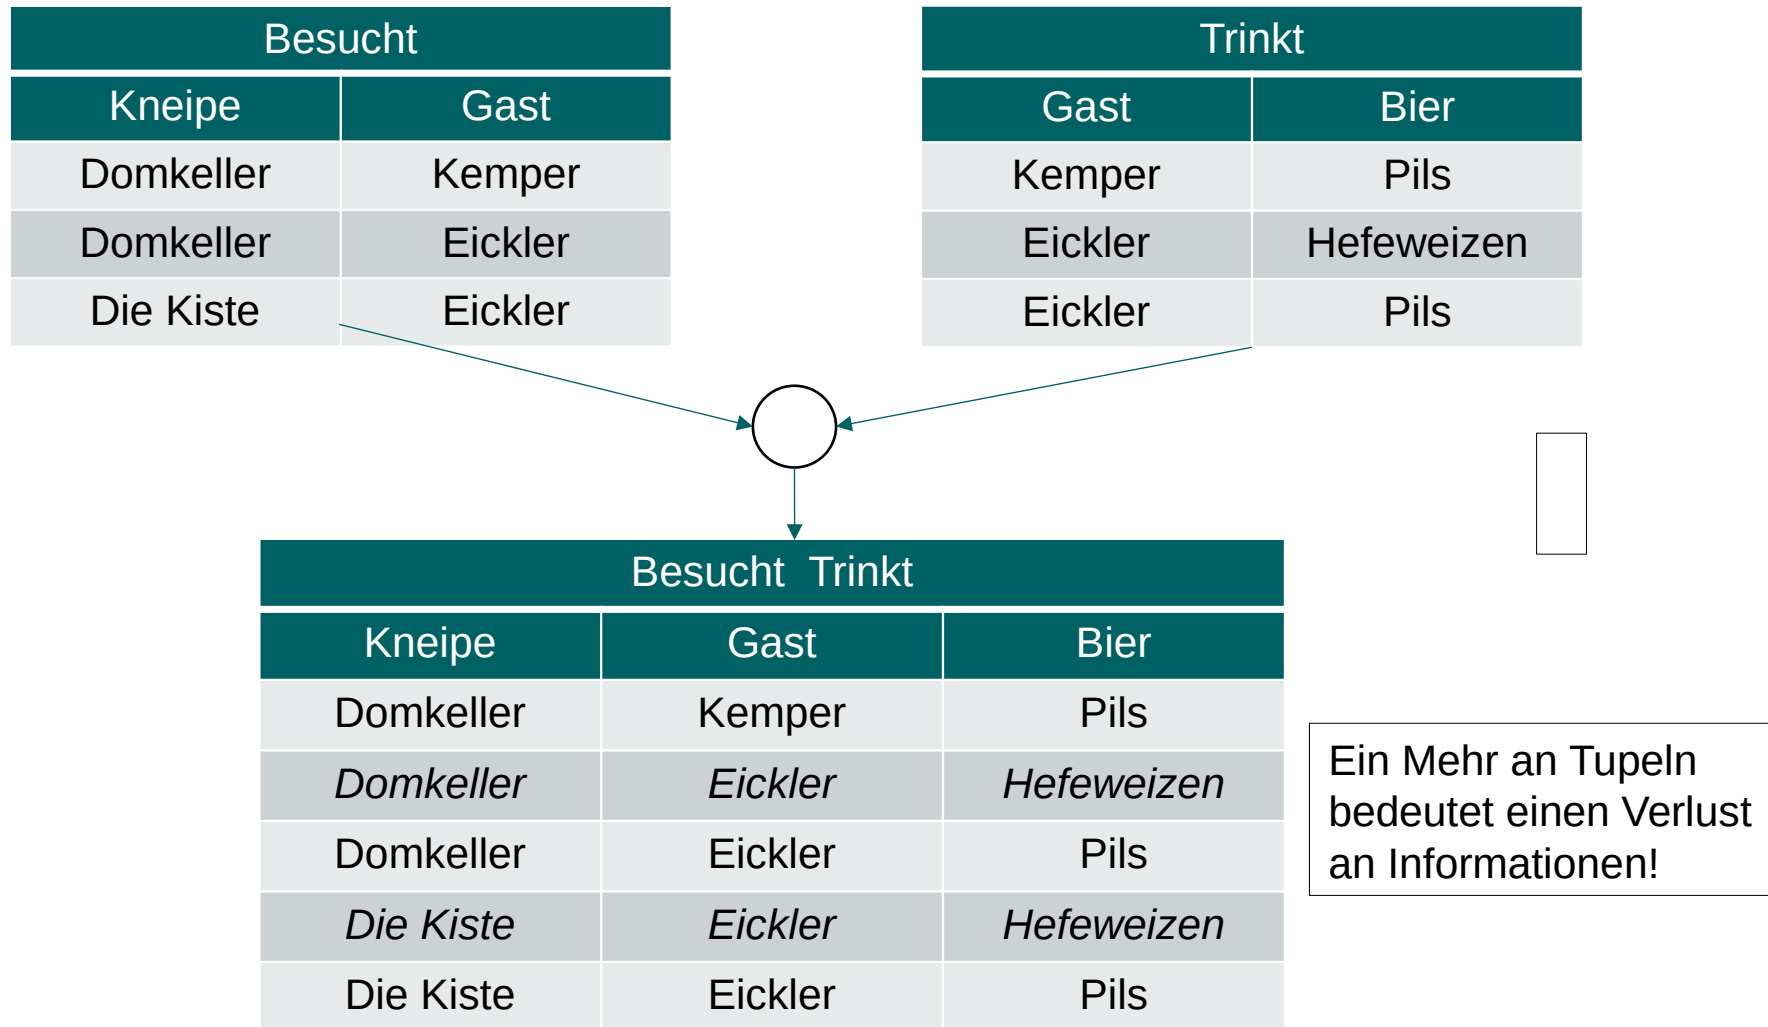 Besucht
Kneipe Gast
Domkeller Kemper
Domkeller Eickler
Die Kiste Eickler
Trinkt
Gast Bier
Kemper Pils
Eickler Hefeweizen
Eickler Pils
Besucht Trinkt
Kneipe Gast Bier
Domkeller Kemper Pils
Domkeller Eickler Hefeweizen
Domkeller Eickler Pils
Die Kiste Eickler Hefeweizen
Die Kiste Eickler Pils
Ein Mehr an Tupeln
bedeutet einen Verlust
an Informationen!